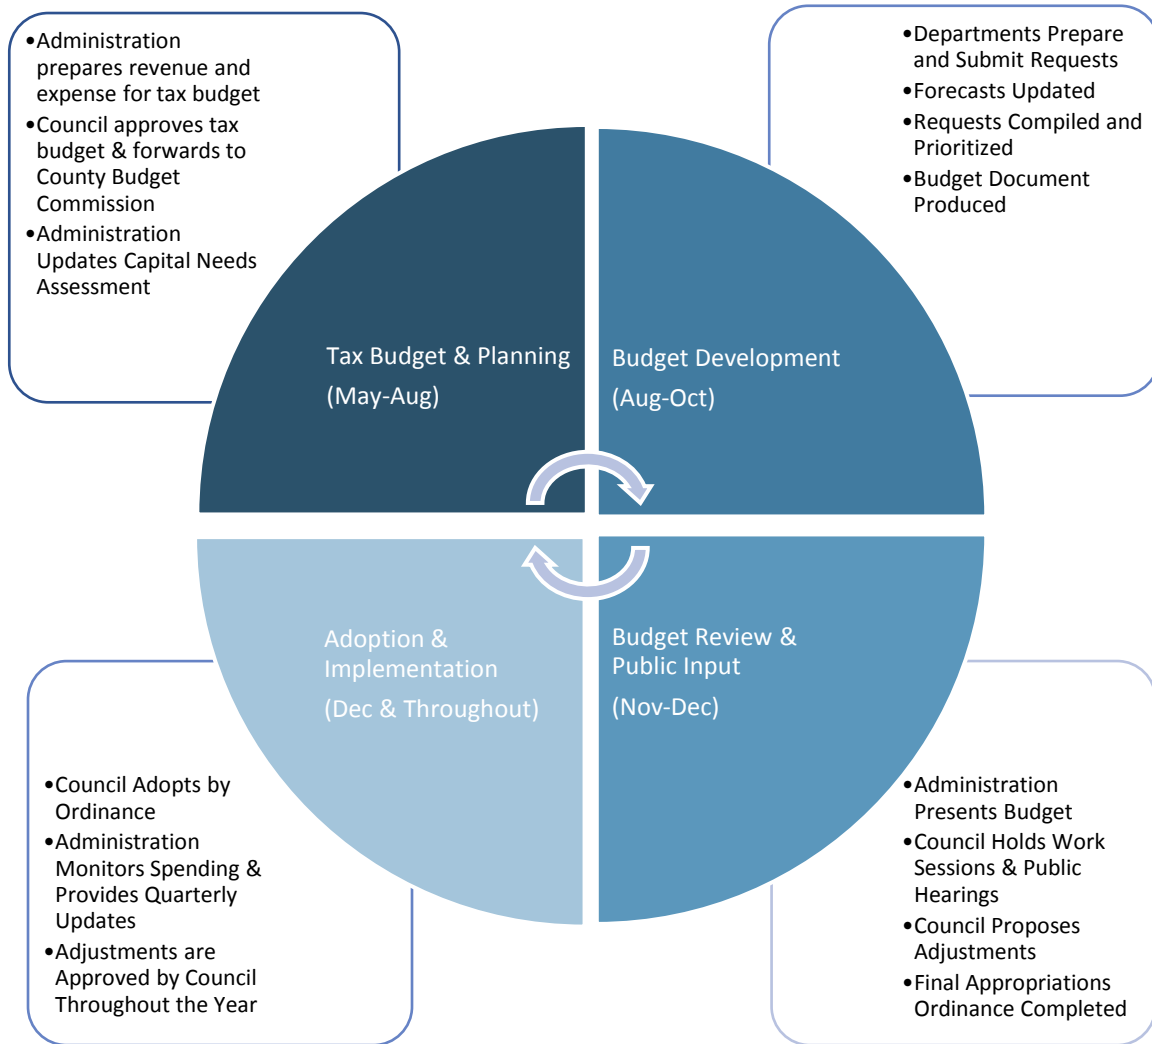 •Administration
prepares revenue and
expense for tax budget
•Council approves tax
budget & forwards to
County Budget
Commission
•Administration
Updates Capital Needs
Assessment
•Departments Prepare
and Submit Requests
•Forecasts Updated
•Requests Compiled and
Prioritized
•Budget Document
Produced
Tax Budget & Planning
(May-Aug)
Budget Development
(Aug-Oct)
Adoption &
Implementation
(Dec & Throughout)
Budget Review &
Public Input
(Nov-Dec)
•Council Adopts by
Ordinance
•Administration
Monitors Spending &
Provides Quarterly
Updates
•Adjustments are
Approved by Council
Throughout the Year
•Administration
Presents Budget
•Council Holds Work
Sessions & Public
Hearings
•Council Proposes
Adjustments
•Final Appropriations
Ordinance Completed